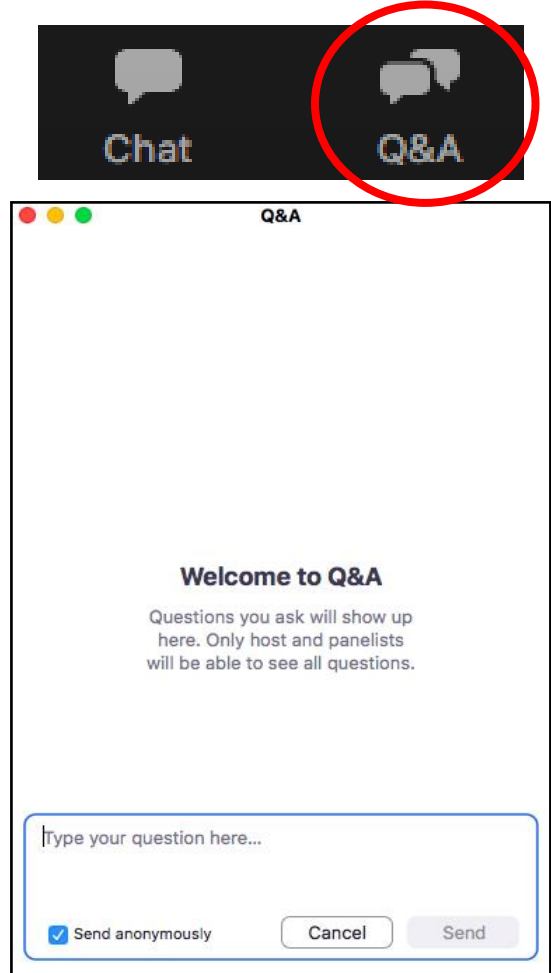 Chat Q&A
Q&A
Welcome to Q&A
Questions you ask will show up
here. Only host and panelists
will be able to see all questions.
Type your question here...
Send anonymously Cancel Send